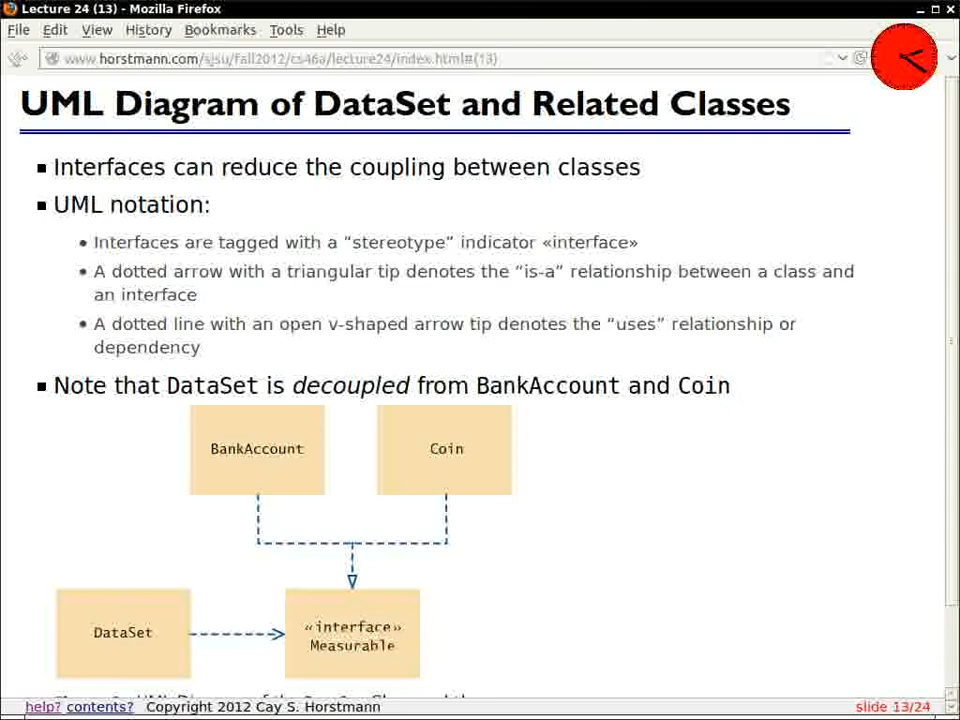 Lecture 24 (13) - Mozilla Firefox
File Edit View History Bookmarks Tools Help
www.horstmann.com/sjsu/fall2012/cs46a/lecture24/index.html#(13)
UML Diagram of DataSet and Related Classes
Interfaces can reduce the coupling between classes
UML notation:
Interfaces are tagged with a “stereotype” indicator «interface»
A dotted arrow with a triangular tip denotes the “is-a” relationship between a class and
an interface
A dotted line with an open v-shaped arrow tip denotes the “uses” relationship or
dependency
Note that DataSet is decoupled from BankAccount and Coin
BankAccount
Coin
DataSet
«interface»
Measurable
help? contents? Copyright 2012 Cay S. Horstmann
slide 13/24